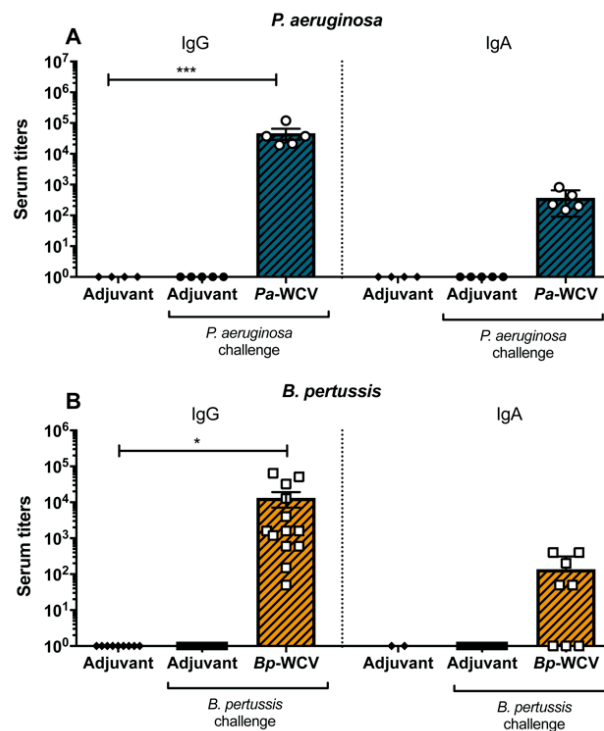 P. aeruginosa
A
IgG
IgA
Serum titers
10⁷
10⁶
10⁵
10⁴
10³
10²
10¹
10⁰
***
Adjuvant Adjuvant Pa-WCV Adjuvant Adjuvant Pa-WCV
P. aeruginosa
challenge
P. aeruginosa
challenge
B. pertussis
B
IgG
IgA
Serum titers
10⁶
10⁵
10⁴
10³
10²
10¹
10⁰
*
Adjuvant Adjuvant Bp-WCV Adjuvant Adjuvant Bp-WCV
B. pertussis
challenge
B. pertussis
challenge